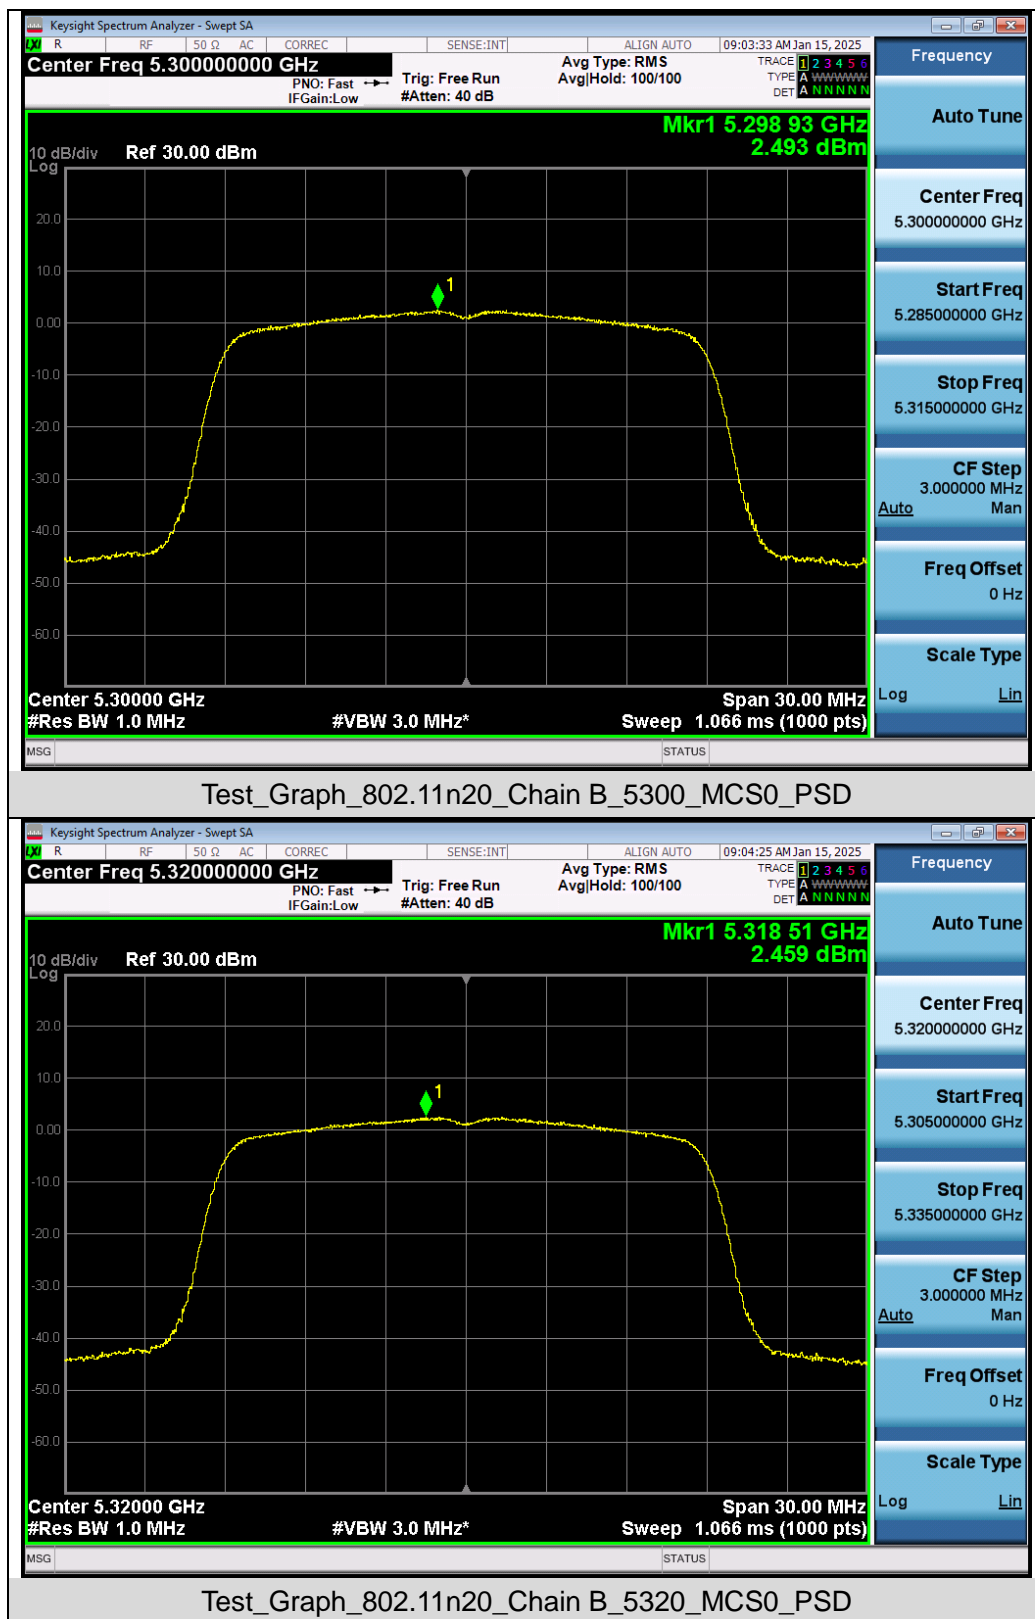 Keysight Spectrum Analyzer - Swept SA
LXI R RF 50 Ω AC CORREC SENSE:INT ALIGN AUTO 09:03:33 AM Jan 15, 2025
Center Freq 5.300000000 GHz
PNO: Fast
IFGain:Low
Trig: Free Run
#Atten: 40 dB
Avg Type: RMS
Avg|Hold: 100/100
TRACE 1 2 3 4 5 6
TYPE A WWWWW
DET A N N N N N
Mkr1 5.298 93 GHz
2.493 dBm
10 dB/div Ref 30.00 dBm
Log
20.0
10.0
0.00
-10.0
-20.0
-30.0
-40.0
-50.0
-60.0
1
Center 5.30000 GHz Span 30.00 MHz
#Res BW 1.0 MHz #VBW 3.0 MHz* Sweep 1.066 ms (1000 pts)
MSG STATUS
Frequency
Auto Tune
Center Freq
5.300000000 GHz
Start Freq
5.285000000 GHz
Stop Freq
5.315000000 GHz
CF Step
3.000000 MHz
Auto Man
Freq Offset
0 Hz
Scale Type
Log Lin
Test_Graph_802.11n20_Chain B_5300_MCS0_PSD
Keysight Spectrum Analyzer - Swept SA
LXI R RF 50 Ω AC CORREC SENSE:INT ALIGN AUTO 09:04:25 AM Jan 15, 2025
Center Freq 5.320000000 GHz
PNO: Fast
IFGain:Low
Trig: Free Run
#Atten: 40 dB
Avg Type: RMS
Avg|Hold: 100/100
TRACE 1 2 3 4 5 6
TYPE A WWWWW
DET A N N N N N
Mkr1 5.318 51 GHz
2.459 dBm
10 dB/div Ref 30.00 dBm
Log
20.0
10.0
0.00
-10.0
-20.0
-30.0
-40.0
-50.0
-60.0
1
Center 5.32000 GHz Span 30.00 MHz
#Res BW 1.0 MHz #VBW 3.0 MHz* Sweep 1.066 ms (1000 pts)
MSG STATUS
Frequency
Auto Tune
Center Freq
5.320000000 GHz
Start Freq
5.305000000 GHz
Stop Freq
5.335000000 GHz
CF Step
3.000000 MHz
Auto Man
Freq Offset
0 Hz
Scale Type
Log Lin
Test_Graph_802.11n20_Chain B_5320_MCS0_PSD